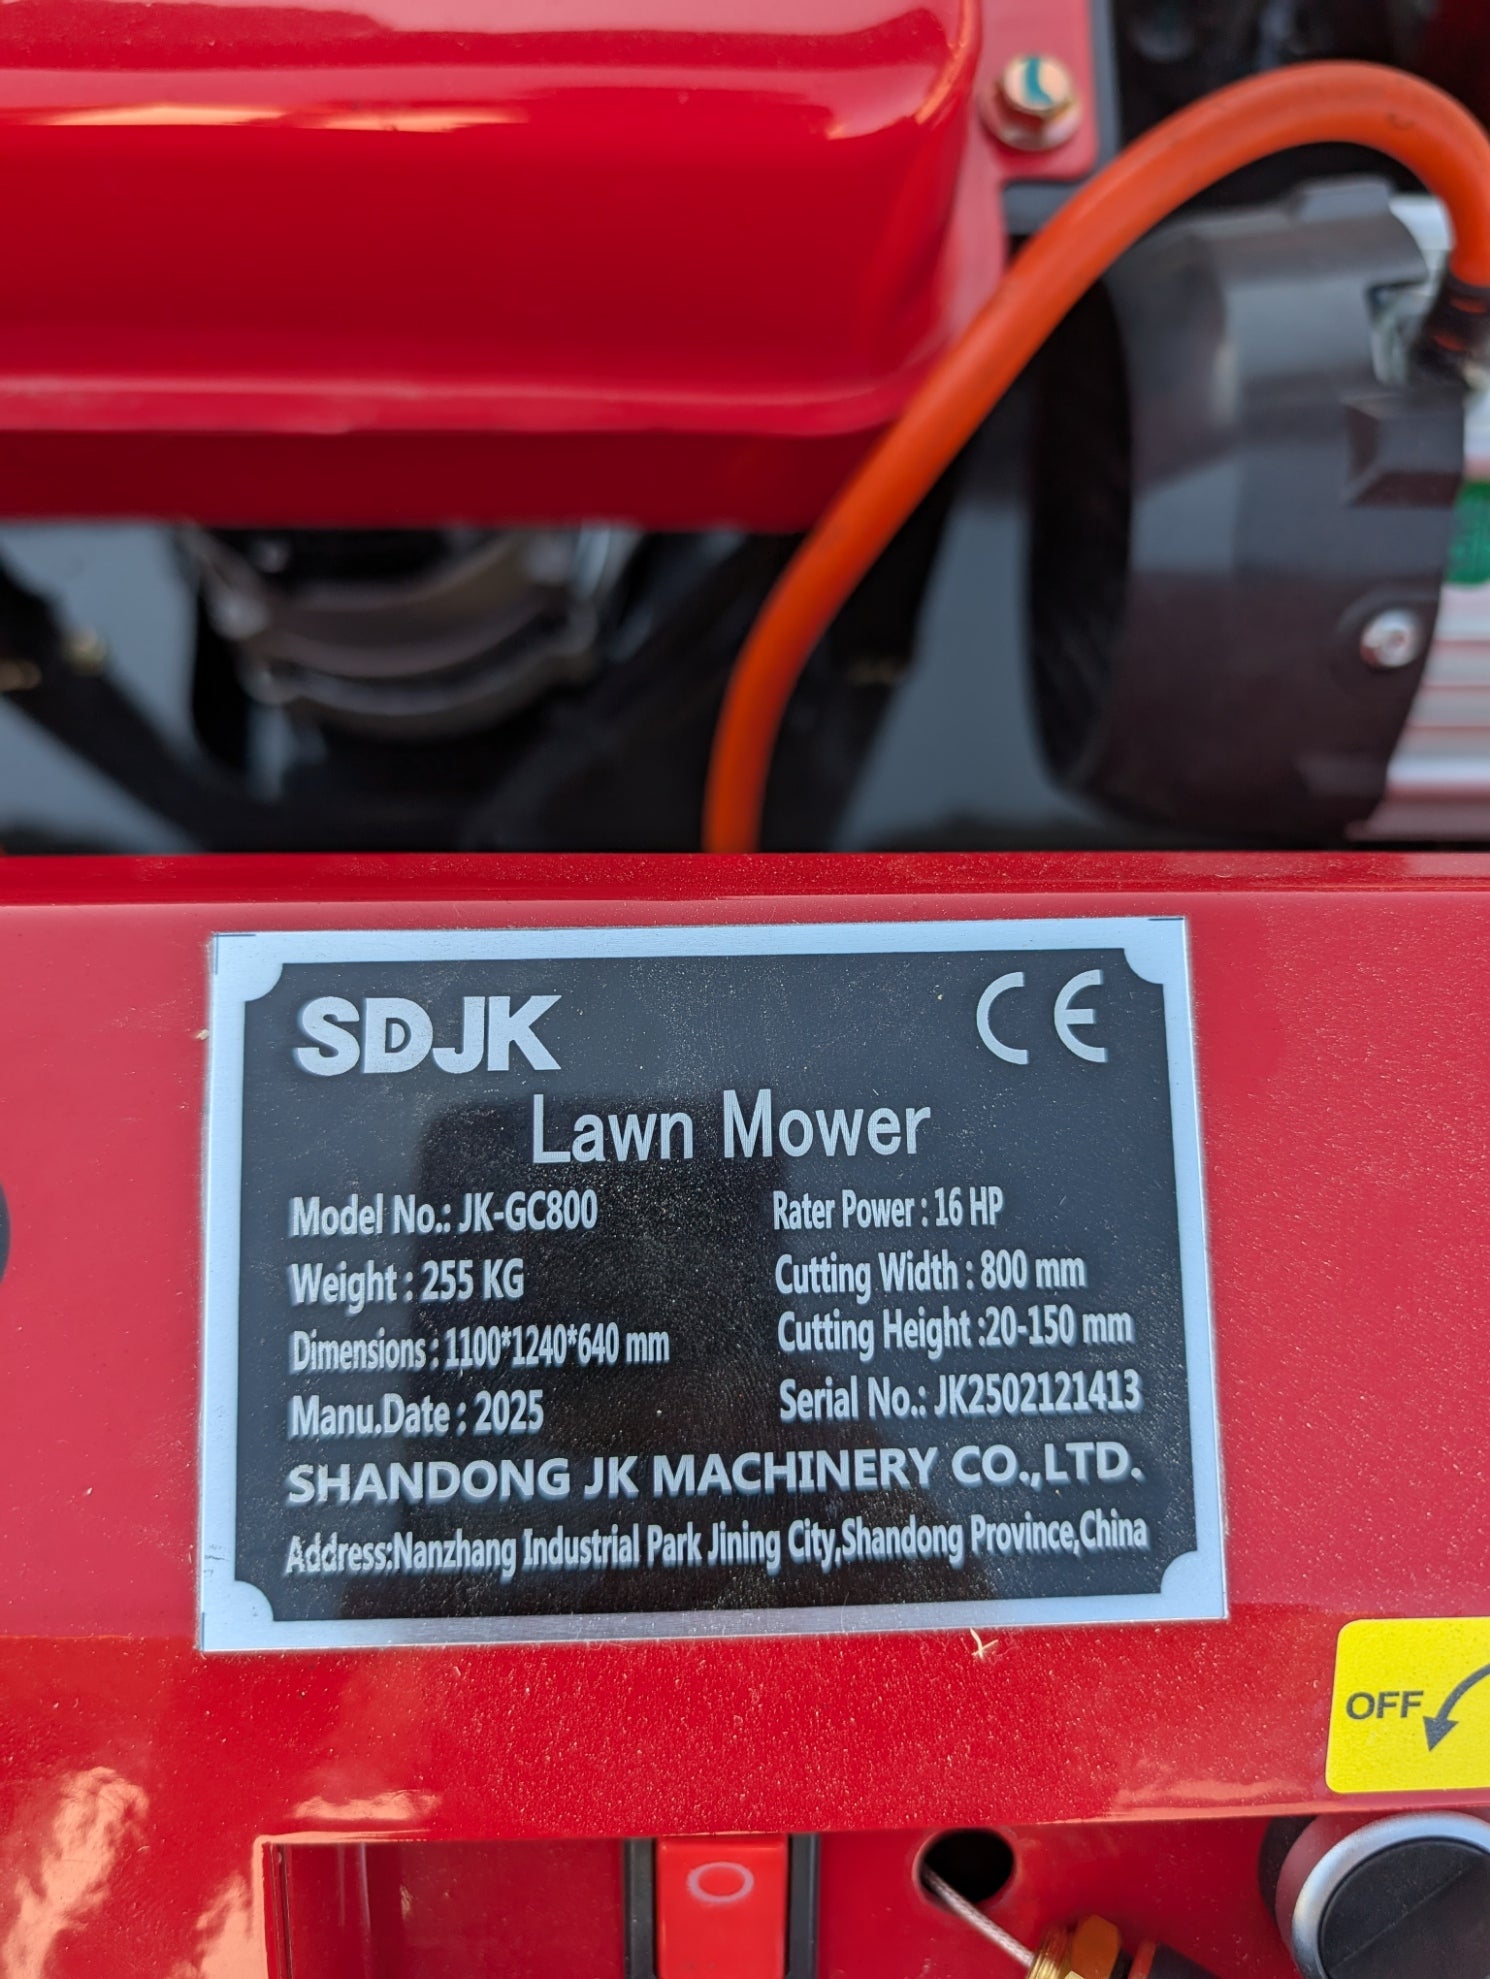 SDJK CE
Lawn Mower
Model No.: JK-GC800 Rater Power : 16 HP
Weight : 255 KG Cutting Width : 800 mm
Dimensions : 1100*1240*640 mm Cutting Height :20-150 mm
Manu.Date : 2025 Serial No.: JK2502121413
SHANDONG JK MACHINERY CO.,LTD.
Address:Nanzhang Industrial Park Jining City,Shandong Province,China
OFF